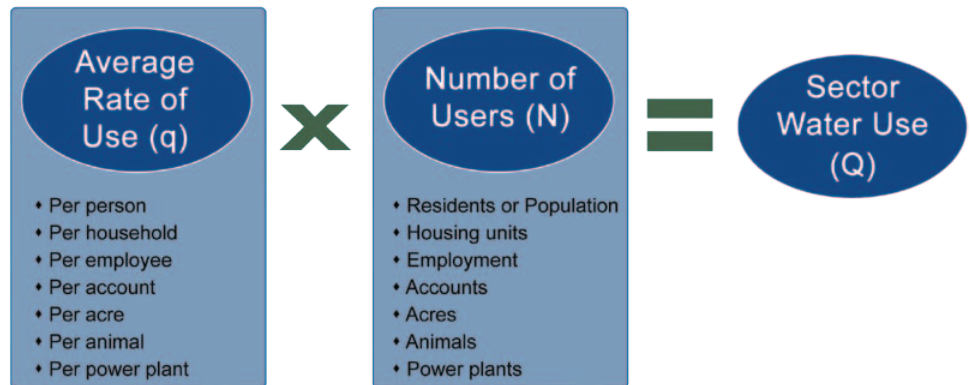 Average
Rate of
Use (q)
Per person
Per household
Per employee
Per account
Per acre
Per animal
Per power plant
x
Number of
Users (N)
Residents or Population
Housing units
Employment
Accounts
Acres
Animals
Power plants
=
Sector
Water Use
(Q)